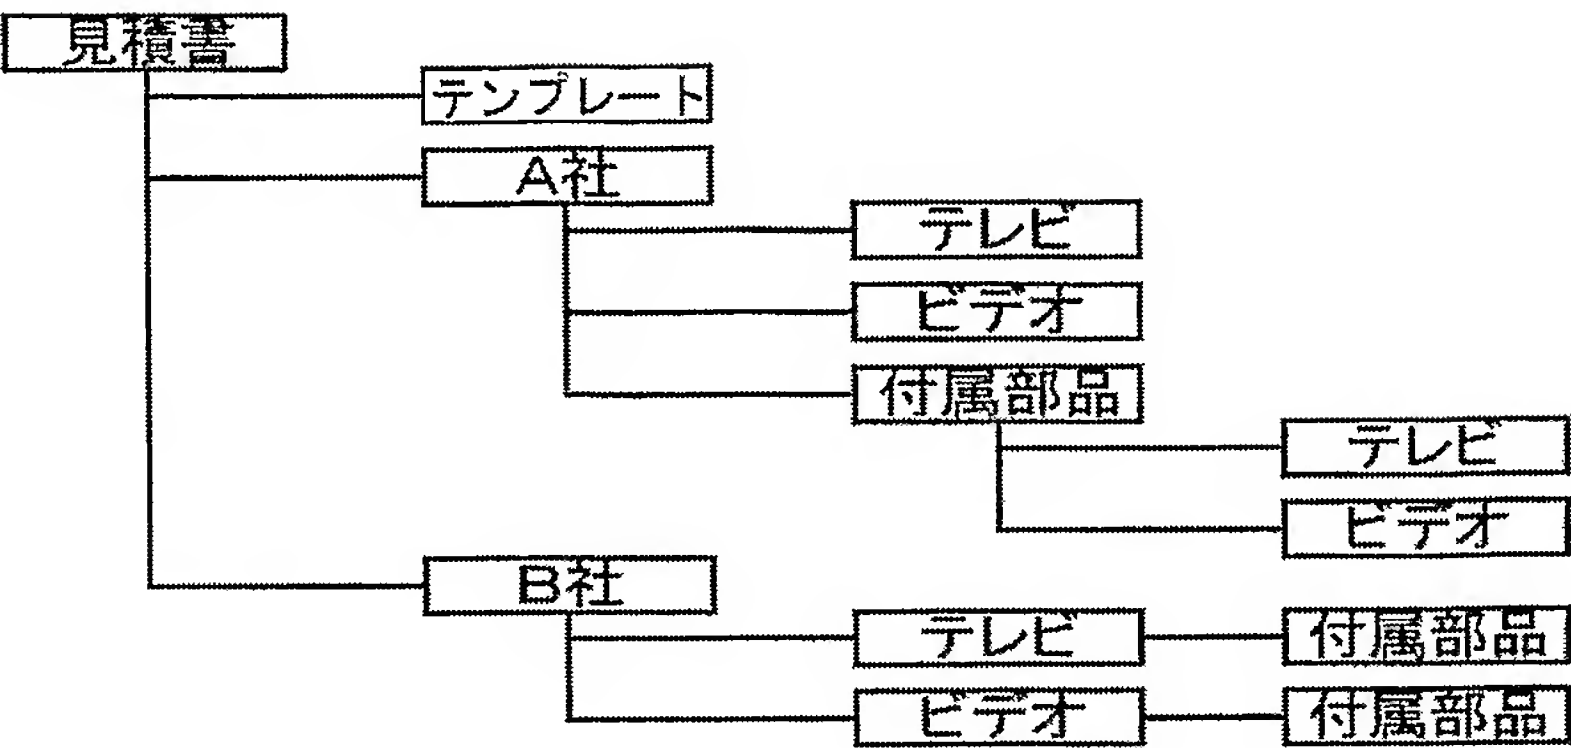 見積書
テンプレート
A社
テレビ
ビデオ
付属部品
テレビ
ビデオ
B社
テレビ
付属部品
ビデオ
付属部品